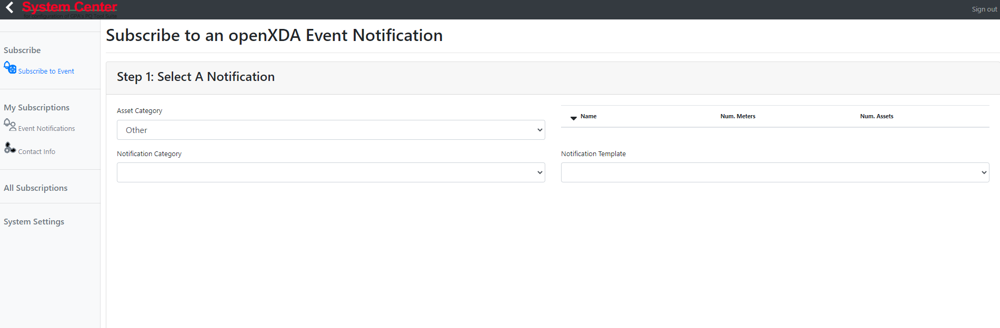 System Center
for configuration of GPA's PQ Tool Suite
Sign out
Subscribe
Subscribe to Event
My Subscriptions
Event Notifications
Contact Info
All Subscriptions
System Settings
Subscribe to an openXDA Event Notification
Step 1: Select A Notification
Asset Category
Other
Name Num. Meters Num. Assets
Notification Category
Notification Template